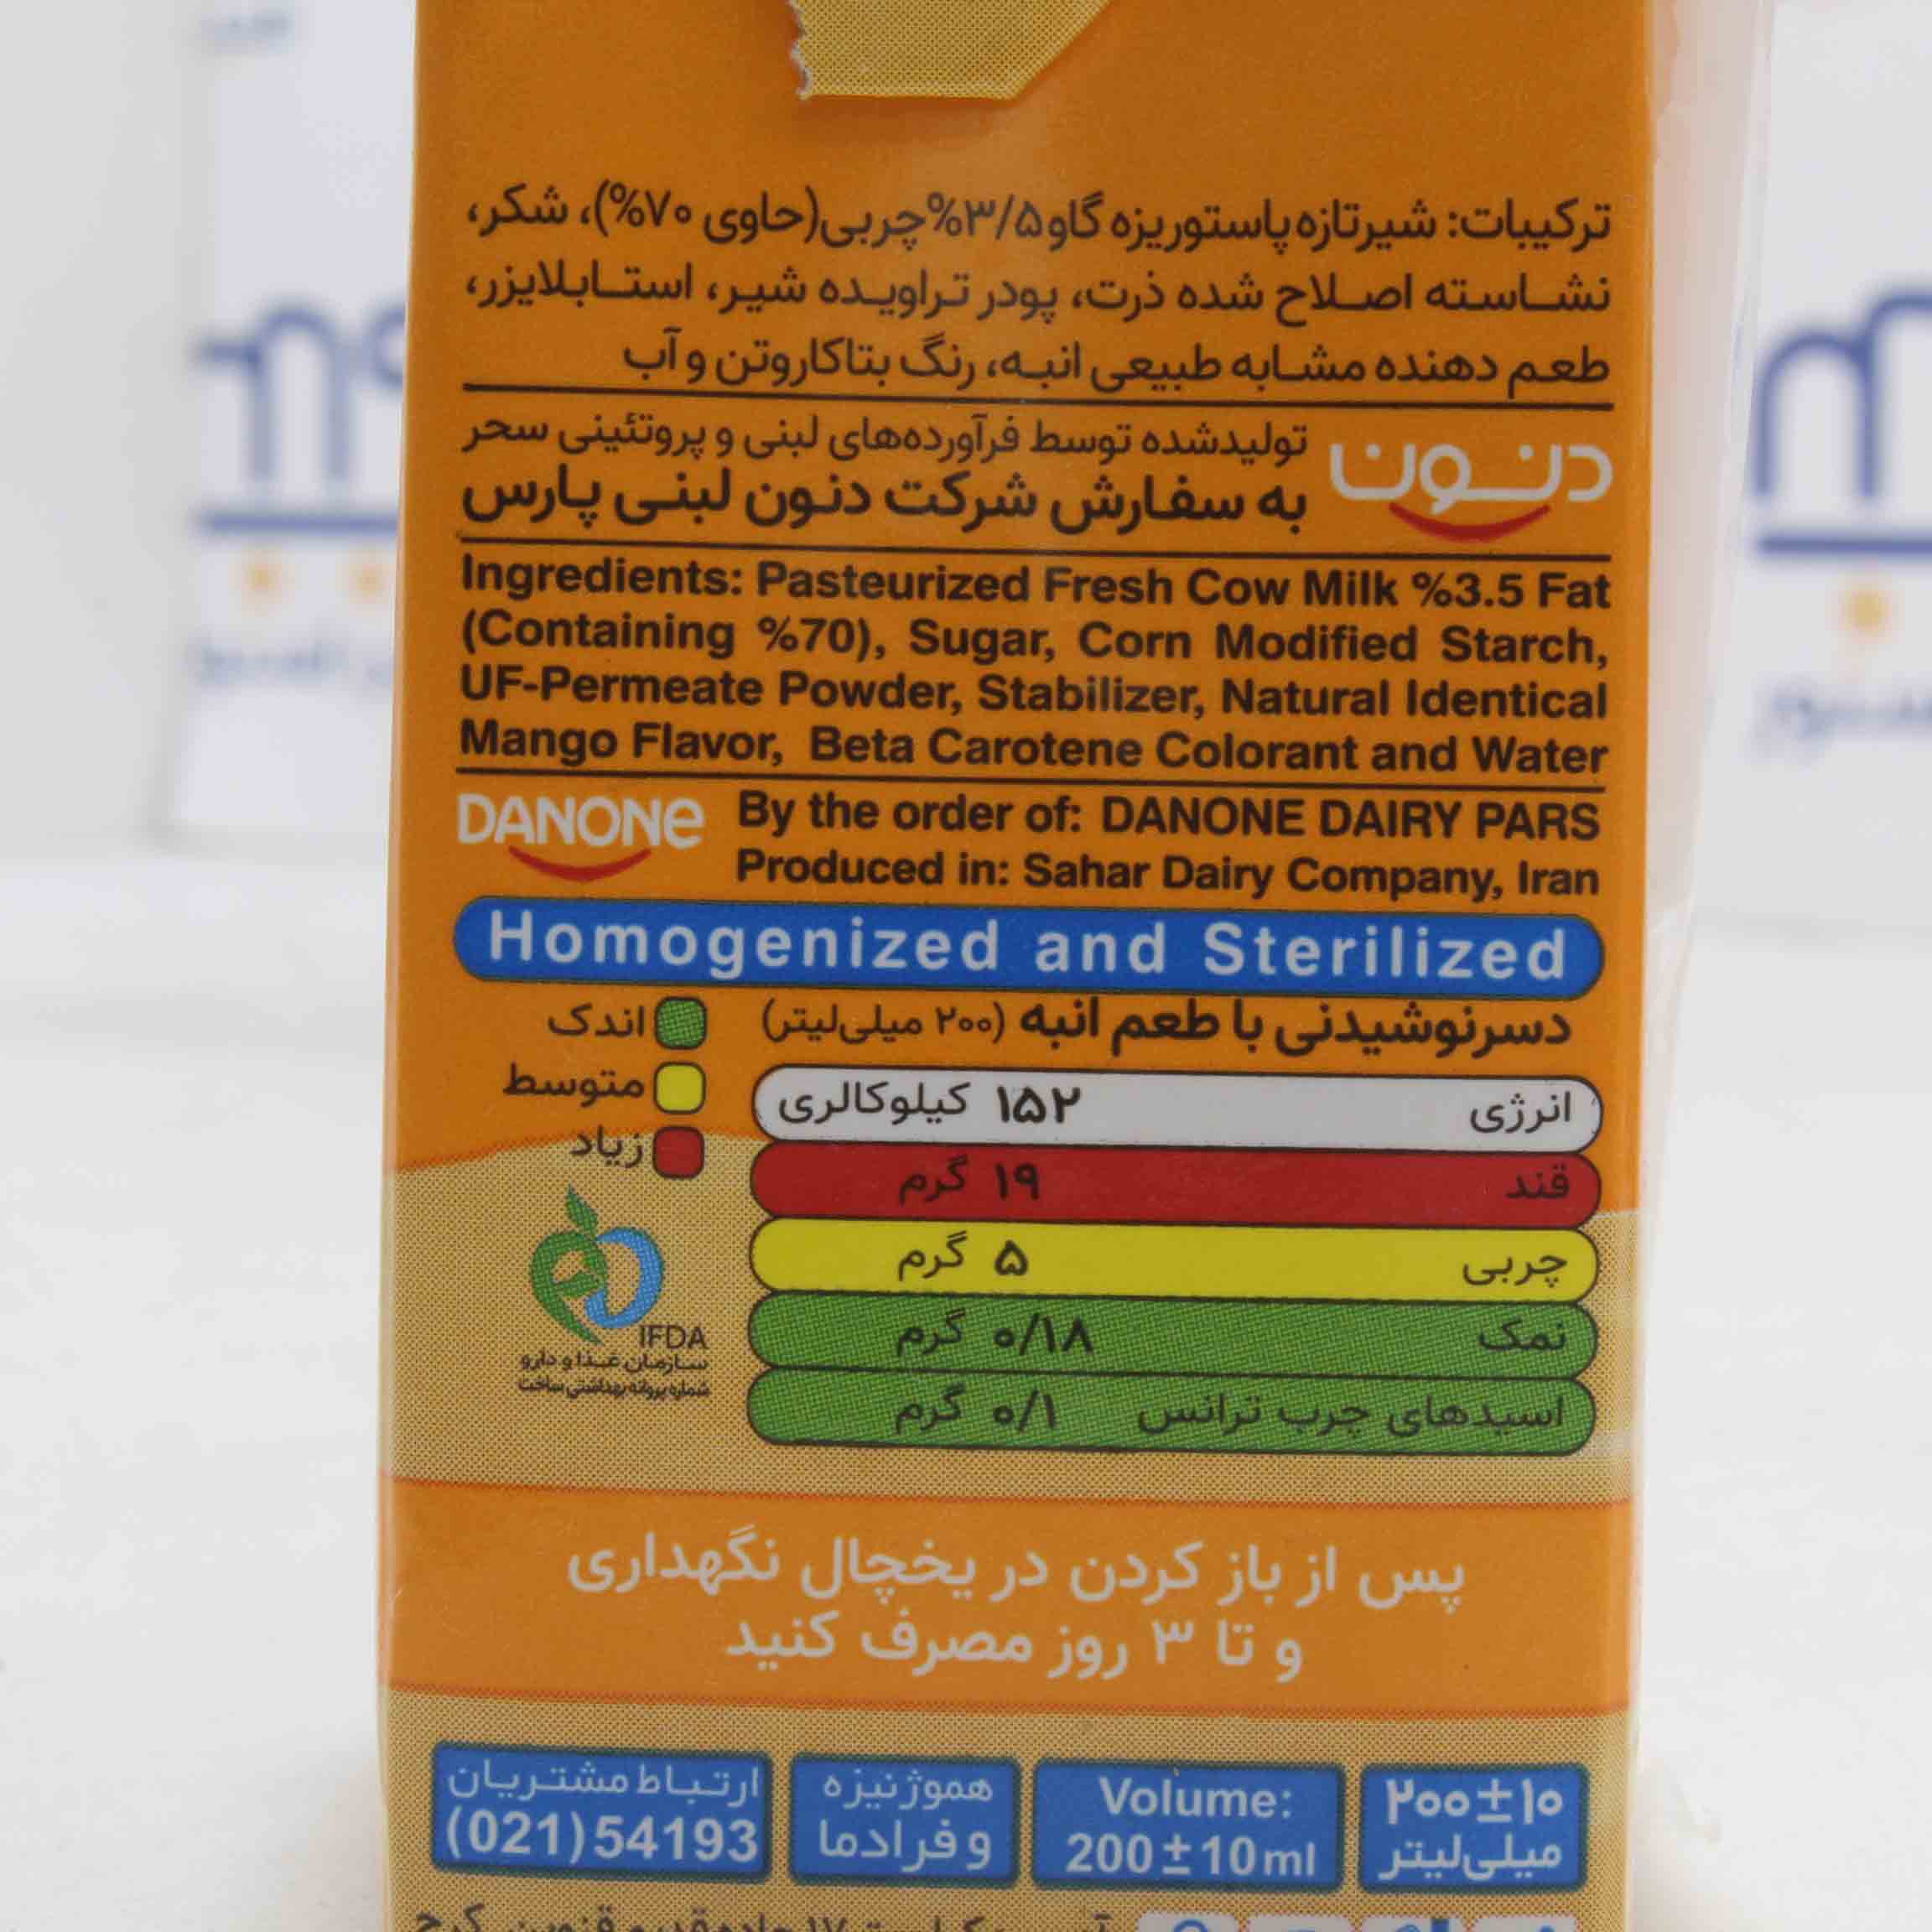 ترکیبات: شیرتازه پاستوریزه گاو ۳/۵%چربی(حاوی ۷۰%)، شکر،
نشاسته اصلاح شده ذرت، پودر تراویده شیر، استابلایزر،
طعم دهنده مشابه طبیعی انبه، رنگ بتاکاروتن و آب
دنون
تولیدشده توسط فرآورده‌های لبنی و پروتئینی سحر
به سفارش شرکت دنون لبنی پارس
Ingredients: Pasteurized Fresh Cow Milk %3.5 Fat
(Containing %70), Sugar, Corn Modified Starch,
UF-Permeate Powder, Stabilizer, Natural Identical
Mango Flavor, Beta Carotene Colorant and Water
DANONE
By the order of: DANONE DAIRY PARS
Produced in: Sahar Dairy Company, Iran
Homogenized and Sterilized
دسرنوشیدنی با طعم انبه (۲۰۰ میلی‌لیتر)
انرژی ۱۵۲ کیلوکالری
قند ۱۹ گرم
چربی ۵ گرم
نمک ۰/۱۸ گرم
اسیدهای چرب ترانس ۰/۱ گرم
اندک
متوسط
زیاد
IFDA
سازمان غذا و دارو
شماره پروانه بهداشتی ساخت
پس از باز کردن در یخچال نگهداری
و تا ۳ روز مصرف کنید
۲۰۰±۱۰
میلی‌لیتر
Volume:
200±10ml
هموژنیزه
و فرادما
ارتباط مشتریان
(021)54193